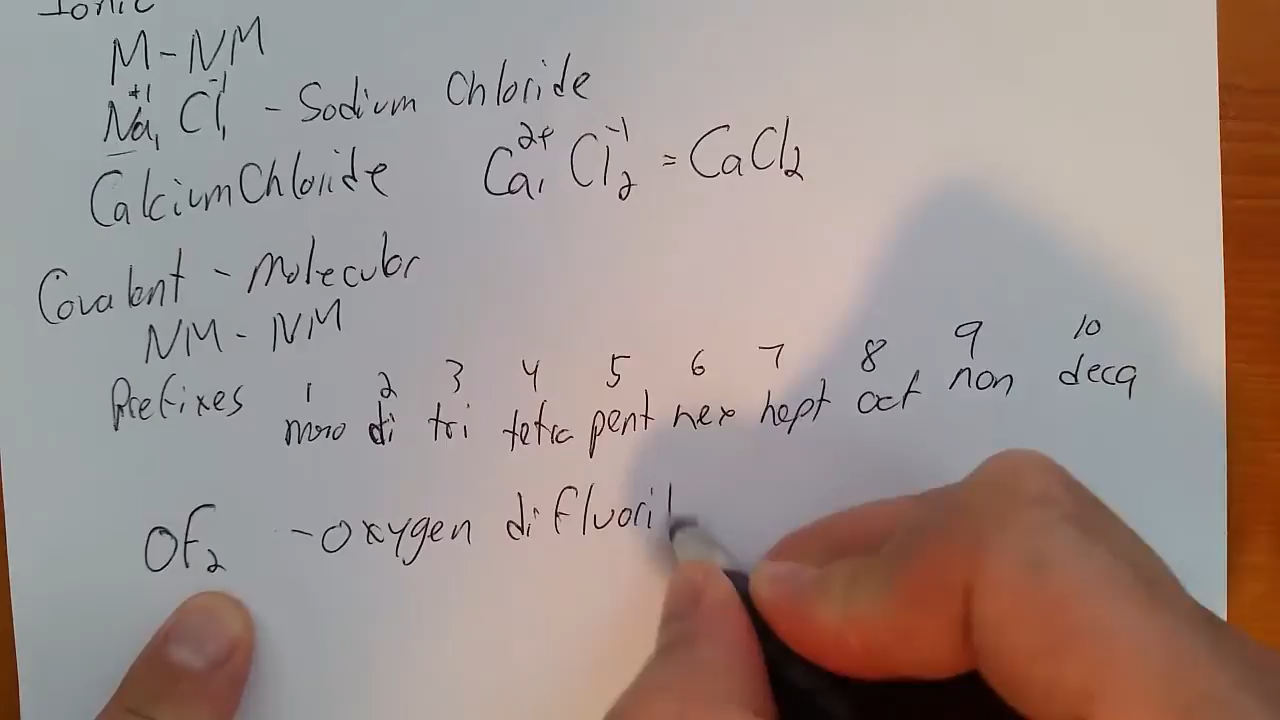 Ionic
M - NM
Na₁⁺¹ Cl₁⁻¹ - Sodium Chloride
Calcium Chloride Ca₁²⁺ Cl₂⁻¹ = CaCl₂
Covalent - molecular
NM - NM
1 2 3 4 5 6 7 8 9 10
Prefixes mono di tri tetra pent hex hept oct non deca
OF₂ - oxygen difluori